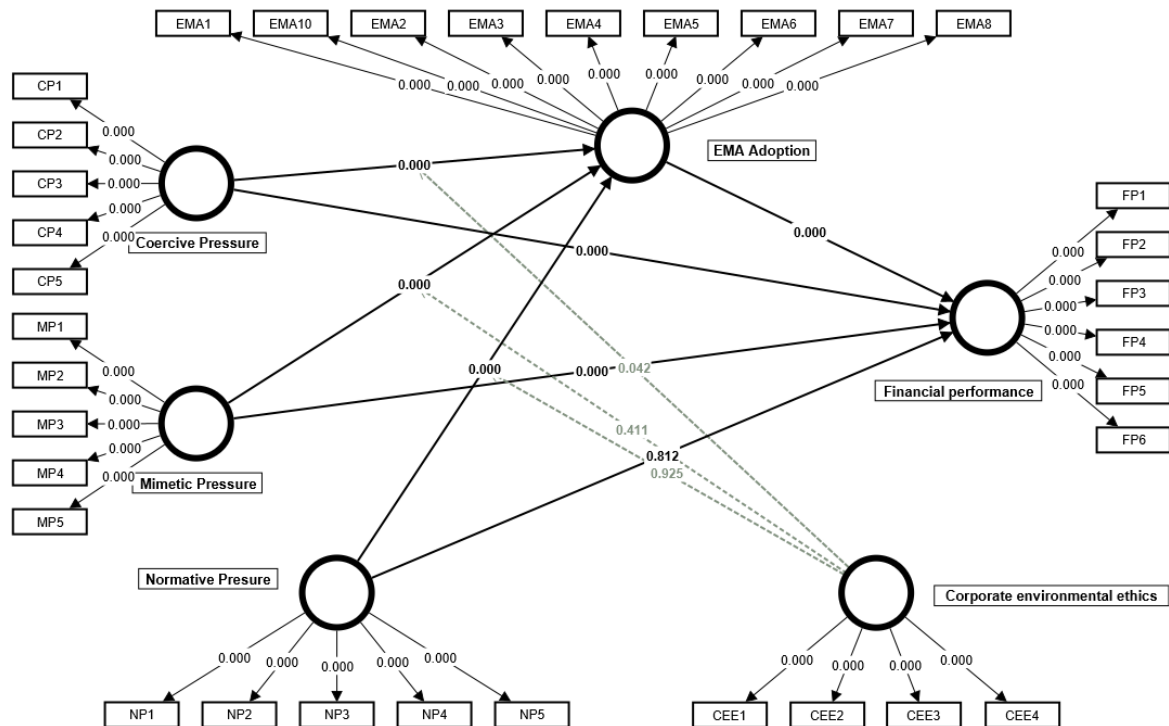 EMA1 EMA10 EMA2 EMA3 EMA4 EMA5 EMA6 EMA7 EMA8
0.000 0.000 0.000 0.000 0.000 0.000 0.000 0.000 0.000
EMA Adoption
CP1
CP2
CP3
CP4
CP5
0.000
0.000
0.000
0.000
0.000
Coercive Pressure
MP1
MP2
MP3
MP4
MP5
0.000
0.000
0.000
0.000
0.000
Mimetic Pressure
0.000
0.000
0.000
0.000
0.000
0.000
0.812
0.042
0.411
0.925
FP1
FP2
FP3
FP4
FP5
FP6
0.000
0.000
0.000
0.000
0.000
0.000
Financial performance
Normative Presure
0.000 0.000 0.000 0.000 0.000
NP1 NP2 NP3 NP4 NP5
Corporate environmental ethics
0.000 0.000 0.000 0.000
CEE1 CEE2 CEE3 CEE4